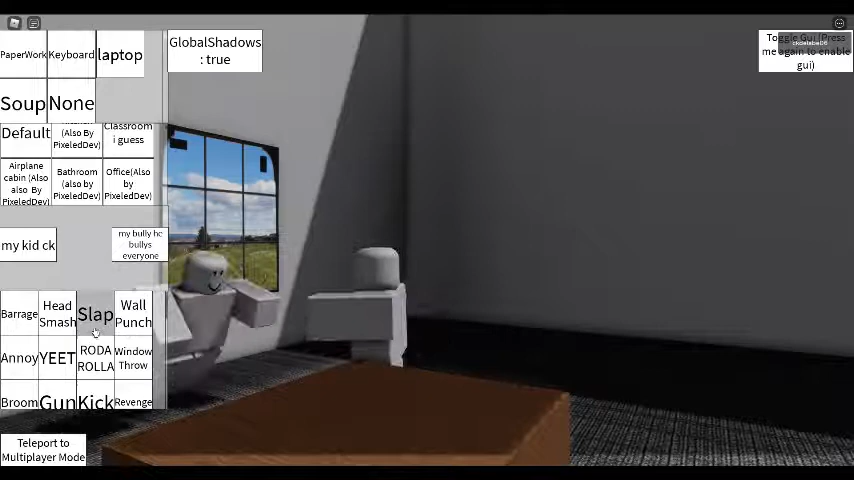 PaperWork
Keyboard
laptop
Soup
None
GlobalShadows
: true
Toggle Gui (Press
me again to enable
gui)
Default
(Also By
PixeledDev)
Classroom
i guess
Airplane
cabin (Also
also By
PixeledDev)
Bathroom
(also by
PixeledDev)
Office(Also
by
PixeledDev)
my kid ck
my bully he
bullys
everyone
Barrage
Head
Smash
Slap
Wall
Punch
Annoy
YEET
RODA
ROLLA
Window
Throw
Broom
Gun
Kick
Revenge
Teleport to
Multiplayer Mode